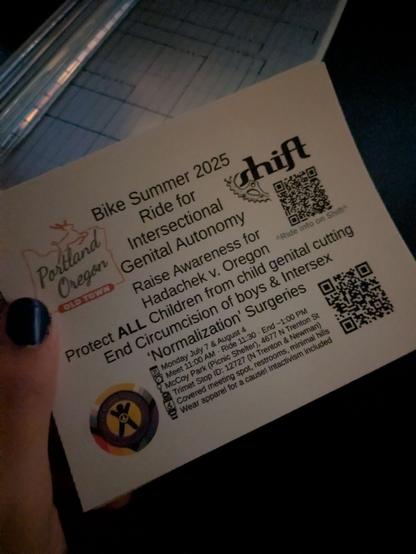 Bike Summer 2025
Ride for
Intersectional
Genital Autonomy
shift
^Ride info on Shift^
Portland
Oregon
OLD TOWN
Raise Awareness for
Hadachek v. Oregon
Protect ALL Children from child genital cutting
End Circumcision of boys & Intersex
'Normalization' Surgeries
Monday July 7 & August 4
Meet 11:00 AM · Ride 11:30 · End ~1:00 PM
McCoy Park (Picnic Shelter), 4677 N Trenton St
Trimet Stop ID: 12727 (N Trenton & Newman)
Covered meeting spot, restrooms, minimal hills
Wear apparel for a cause! Intactivism included